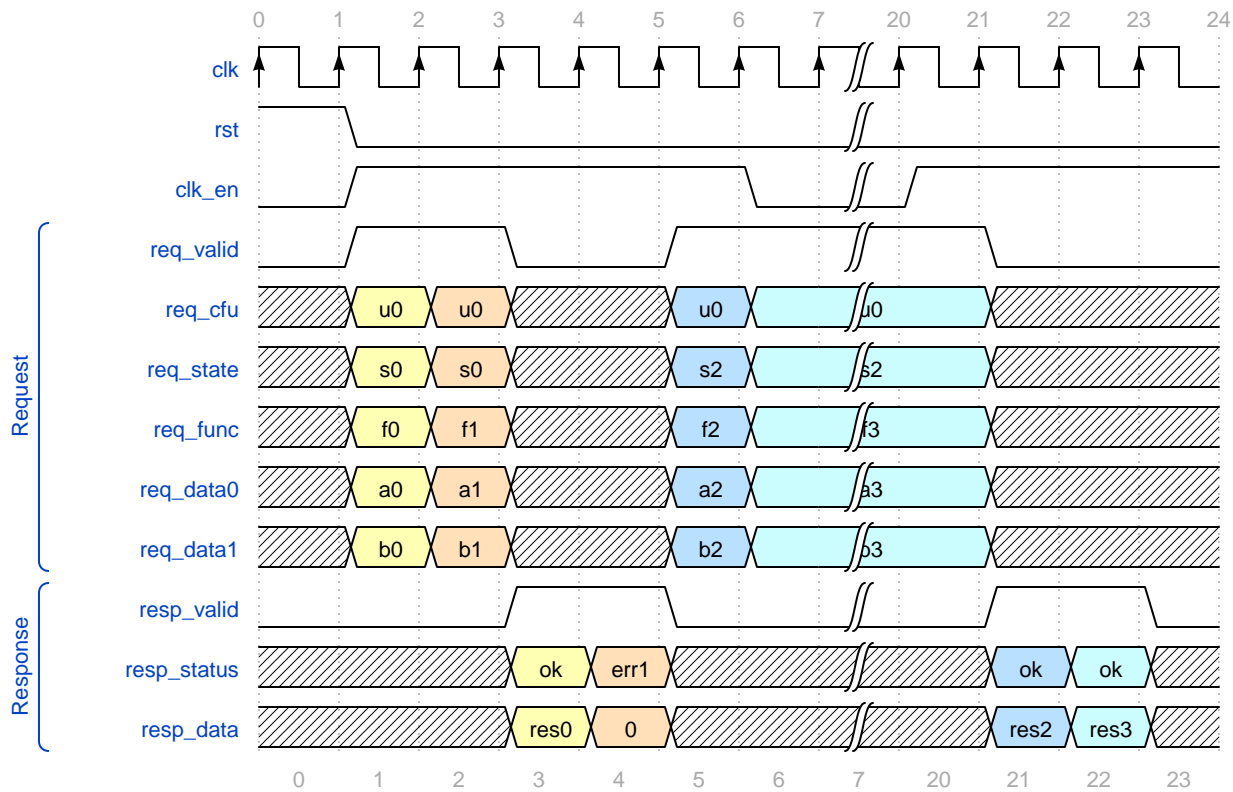 0 1 2 3 4 5 6 7 20 21 22 23 24
clk
rst
clk_en
req_valid
req_cfu u0 u0 u0 u0
req_state s0 s0 s2 s2
req_func f0 f1 f2 f3
req_data0 a0 a1 a2 a3
req_data1 b0 b1 b2 b3
Request
resp_valid
resp_status ok err1 ok ok
resp_data res0 0 res2 res3
Response
0 1 2 3 4 5 6 7 20 21 22 23